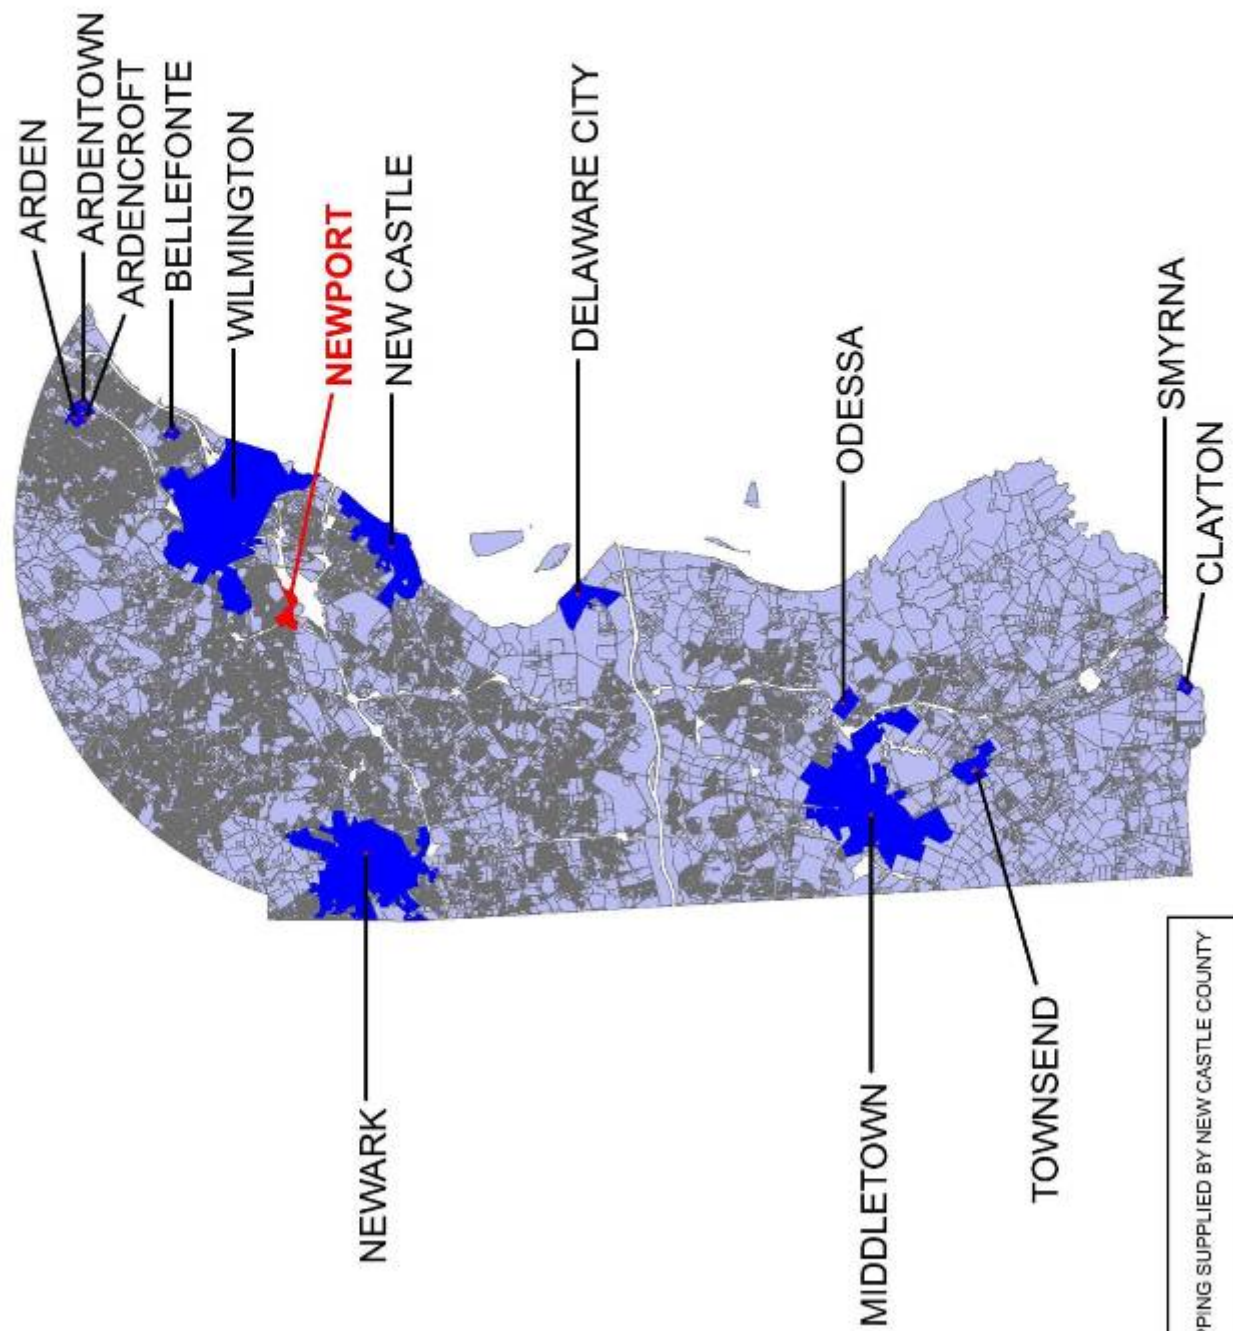 ARDEN
ARDENTOWN
ARDENCROFT
BELLEFONTE
WILMINGTON
NEWPORT
NEW CASTLE
DELAWARE CITY
ODESSA
SMYRNA
CLAYTON
NEWARK
MIDDLETOWN
TOWNSEND
PPING SUPPLIED BY NEW CASTLE COUNTY